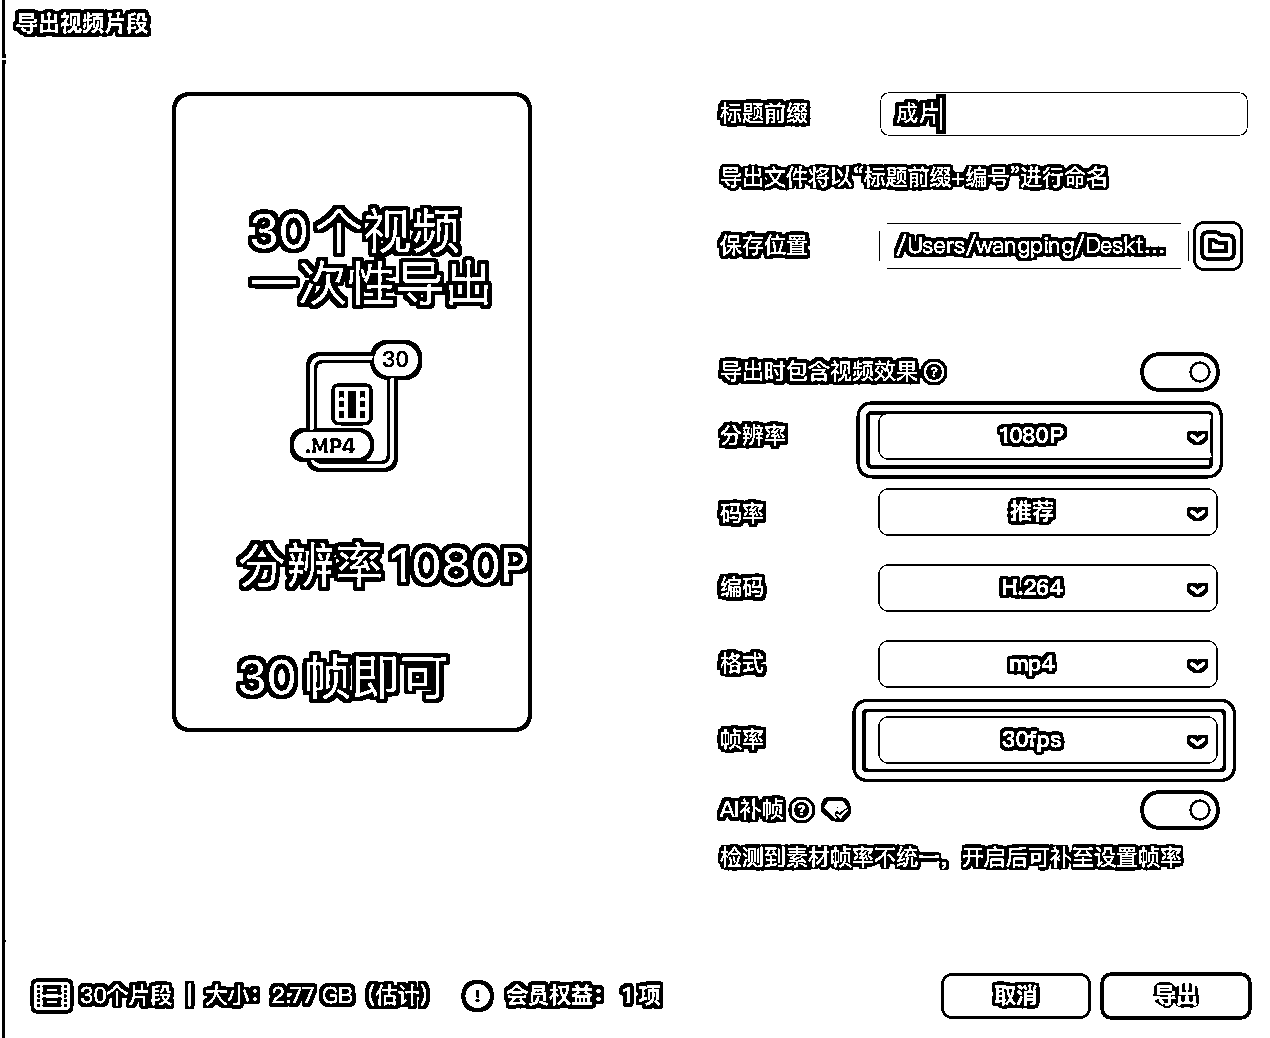 导出视频片段
30个视频
一次性导出
30
.MP4
分辨率1080P
30帧即可
标题前缀
成片
导出文件将以“标题前缀+编号”进行命名
保存位置
/Users/wangping/Deskt...
导出时包含视频效果
分辨率
1080P
码率
推荐
编码
H.264
格式
mp4
帧率
30fps
AI补帧
检测到素材帧率不统一，开启后可补至设置帧率
30个片段 | 大小：2.77 GB（估计）
会员权益：1项
取消
导出